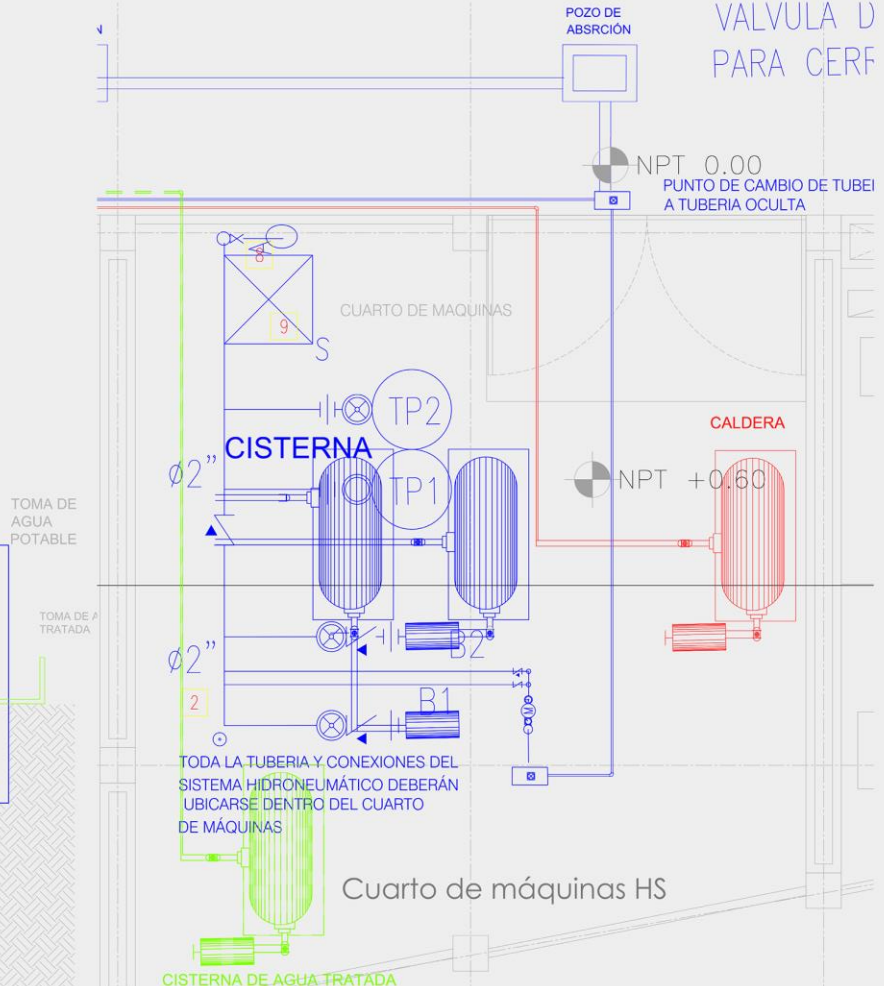 POZO DE
ABSRCIÓN
VALVULA D
PARA CERR
NPT 0.00
PUNTO DE CAMBIO DE TUBEI
A TUBERIA OCULTA
A
8
9
S
CUARTO DE MAQUINAS
TP2
CALDERA
CISTERNA
Ø2”
TP1
NPT +0.60
TOMA DE
AGUA
POTABLE
TOMA DE A
TRATADA
B2
Ø2”
2
B1
M
TODA LA TUBERIA Y CONEXIONES DEL
SISTEMA HIDRONEUMÁTICO DEBERÁN
UBICARSE DENTRO DEL CUARTO
DE MÁQUINAS
Cuarto de máquinas HS
CISTERNA DE AGUA TRATADA